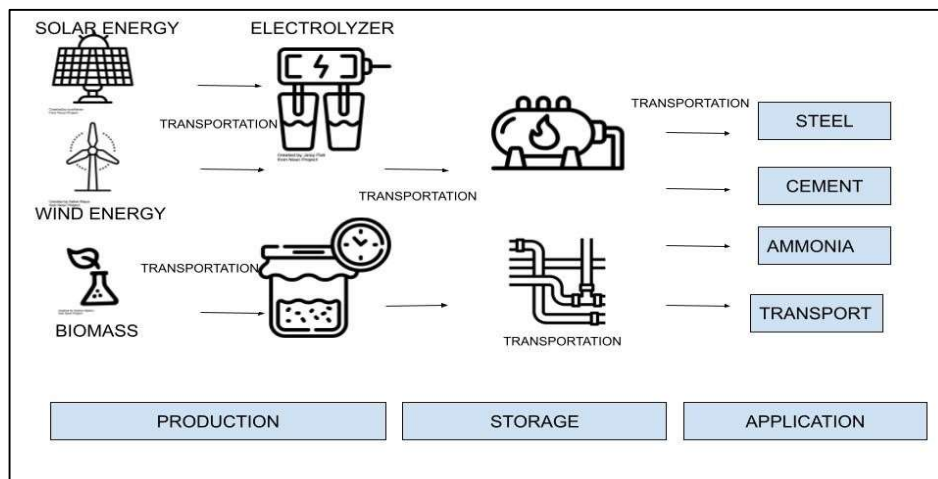 SOLAR ENERGY
ELECTROLYZER
TRANSPORTATION
TRANSPORTATION
STEEL
TRANSPORTATION
CEMENT
WIND ENERGY
TRANSPORTATION
AMMONIA
BIOMASS
TRANSPORTATION
TRANSPORT
PRODUCTION
STORAGE
APPLICATION